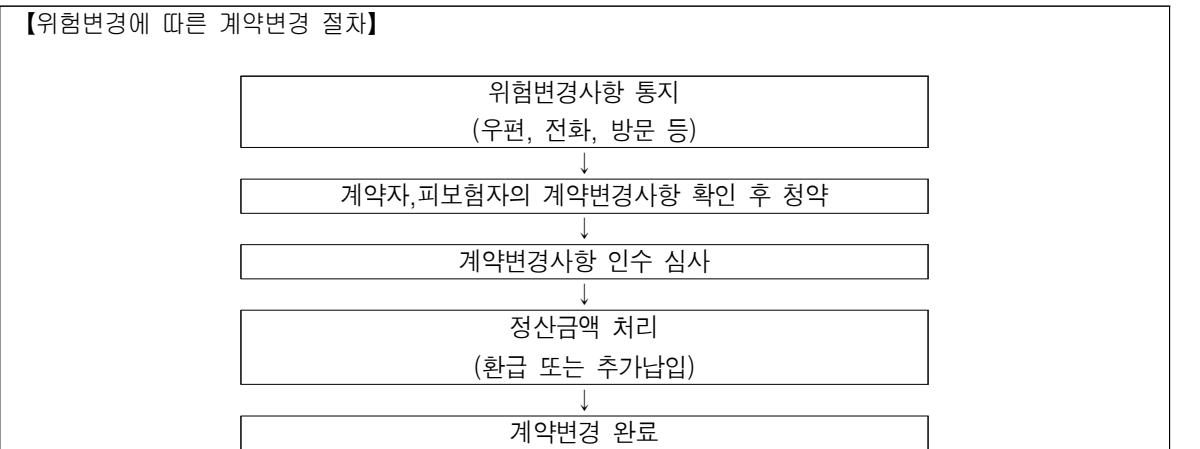 【위험변경에 따른 계약변경 절차】
위험변경사항 통지
(우편, 전화, 방문 등)
↓
계약자,피보험자의 계약변경사항 확인 후 청약
↓
계약변경사항 인수 심사
↓
정산금액 처리
(환급 또는 추가납입)
↓
계약변경 완료